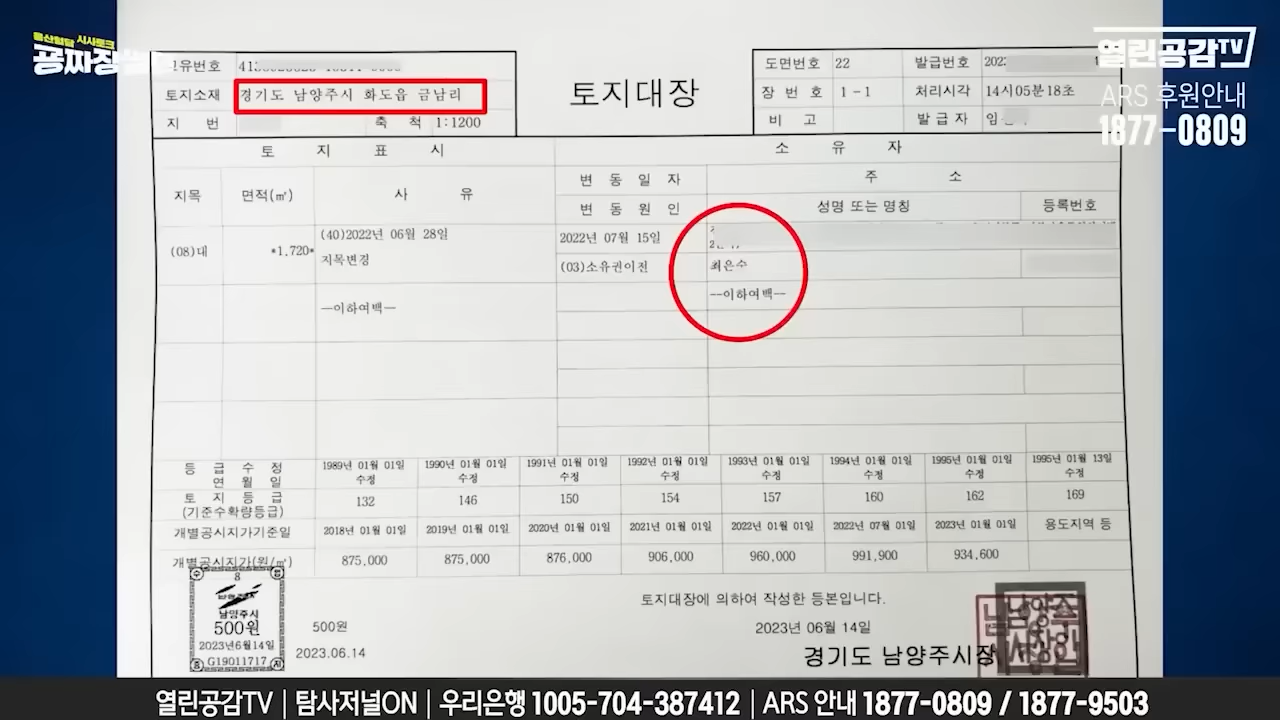 용산첩담 시사토크
공짜장썰
열린공감TV
ARS 후원안내
1877-0809
고유번호
토지소재 경기도 남양주시 화도읍 금남리
지 번 축 척 1:1200
토지대장
도면번호 22 발급번호 202
장 번 호 1-1 처리시각 14시05분18초
비 고 발 급 자 임
토 지 표 시 소 유 자
지목 면적(㎡) 사 유 변 동 일 자 주 소
변 동 원 인 성명 또는 명칭 등록번호
(08)대 *1,720* (40)2022년 06월 28일 2022년 07월 15일
지목변경 (03)소유권이전 최은수
--이하여백-- --이하여백--
등 급 수 정 연 월 일 1989년 01월 01일 수정 1990년 01월 01일 수정 1991년 01월 01일 수정 1992년 01월 01일 수정 1993년 01월 01일 수정 1994년 01월 01일 수정 1995년 01월 01일 수정 1995년 01월 13일 수정
토 지 등 급 (기준수확량등급) 132 146 150 154 157 160 162 169
개별공시지가기준일 2018년 01월 01일 2019년 01월 01일 2020년 01월 01일 2021년 01월 01일 2022년 01월 01일 2022년 07월 01일 2023년 01월 01일 용도지역 등
개별공시지가(원/㎡) 875,000 875,000 876,000 906,000 960,000 991,900 934,600
남양주시
500원
2023년6월14일
G19011717
500원
2023.06.14
토지대장에 의하여 작성한 등본입니다.
2023년 06월 14일
경기도 남양주시장
남양주
시장인
열린공감TV | 탐사저널ON | 우리은행 1005-704-387412 | ARS 안내 1877-0809 / 1877-9503